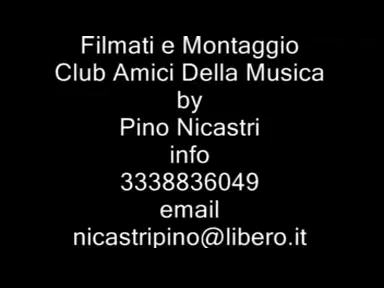 Filmati e Montaggio
Club Amici Della Musica
by
Pino Nicastri
info
3338836049
email
nicastripino@libero.it